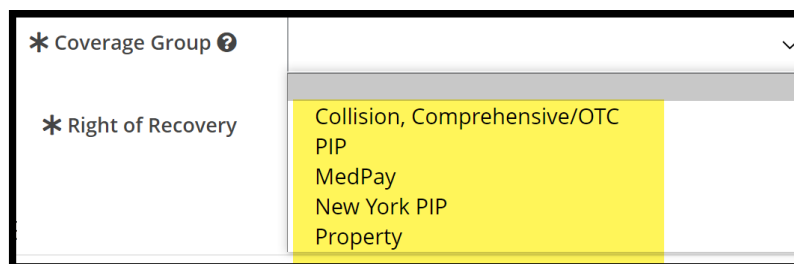 * Coverage Group ?
Collision, Comprehensive/OTC
* Right of Recovery
PIP
MedPay
New York PIP
Property